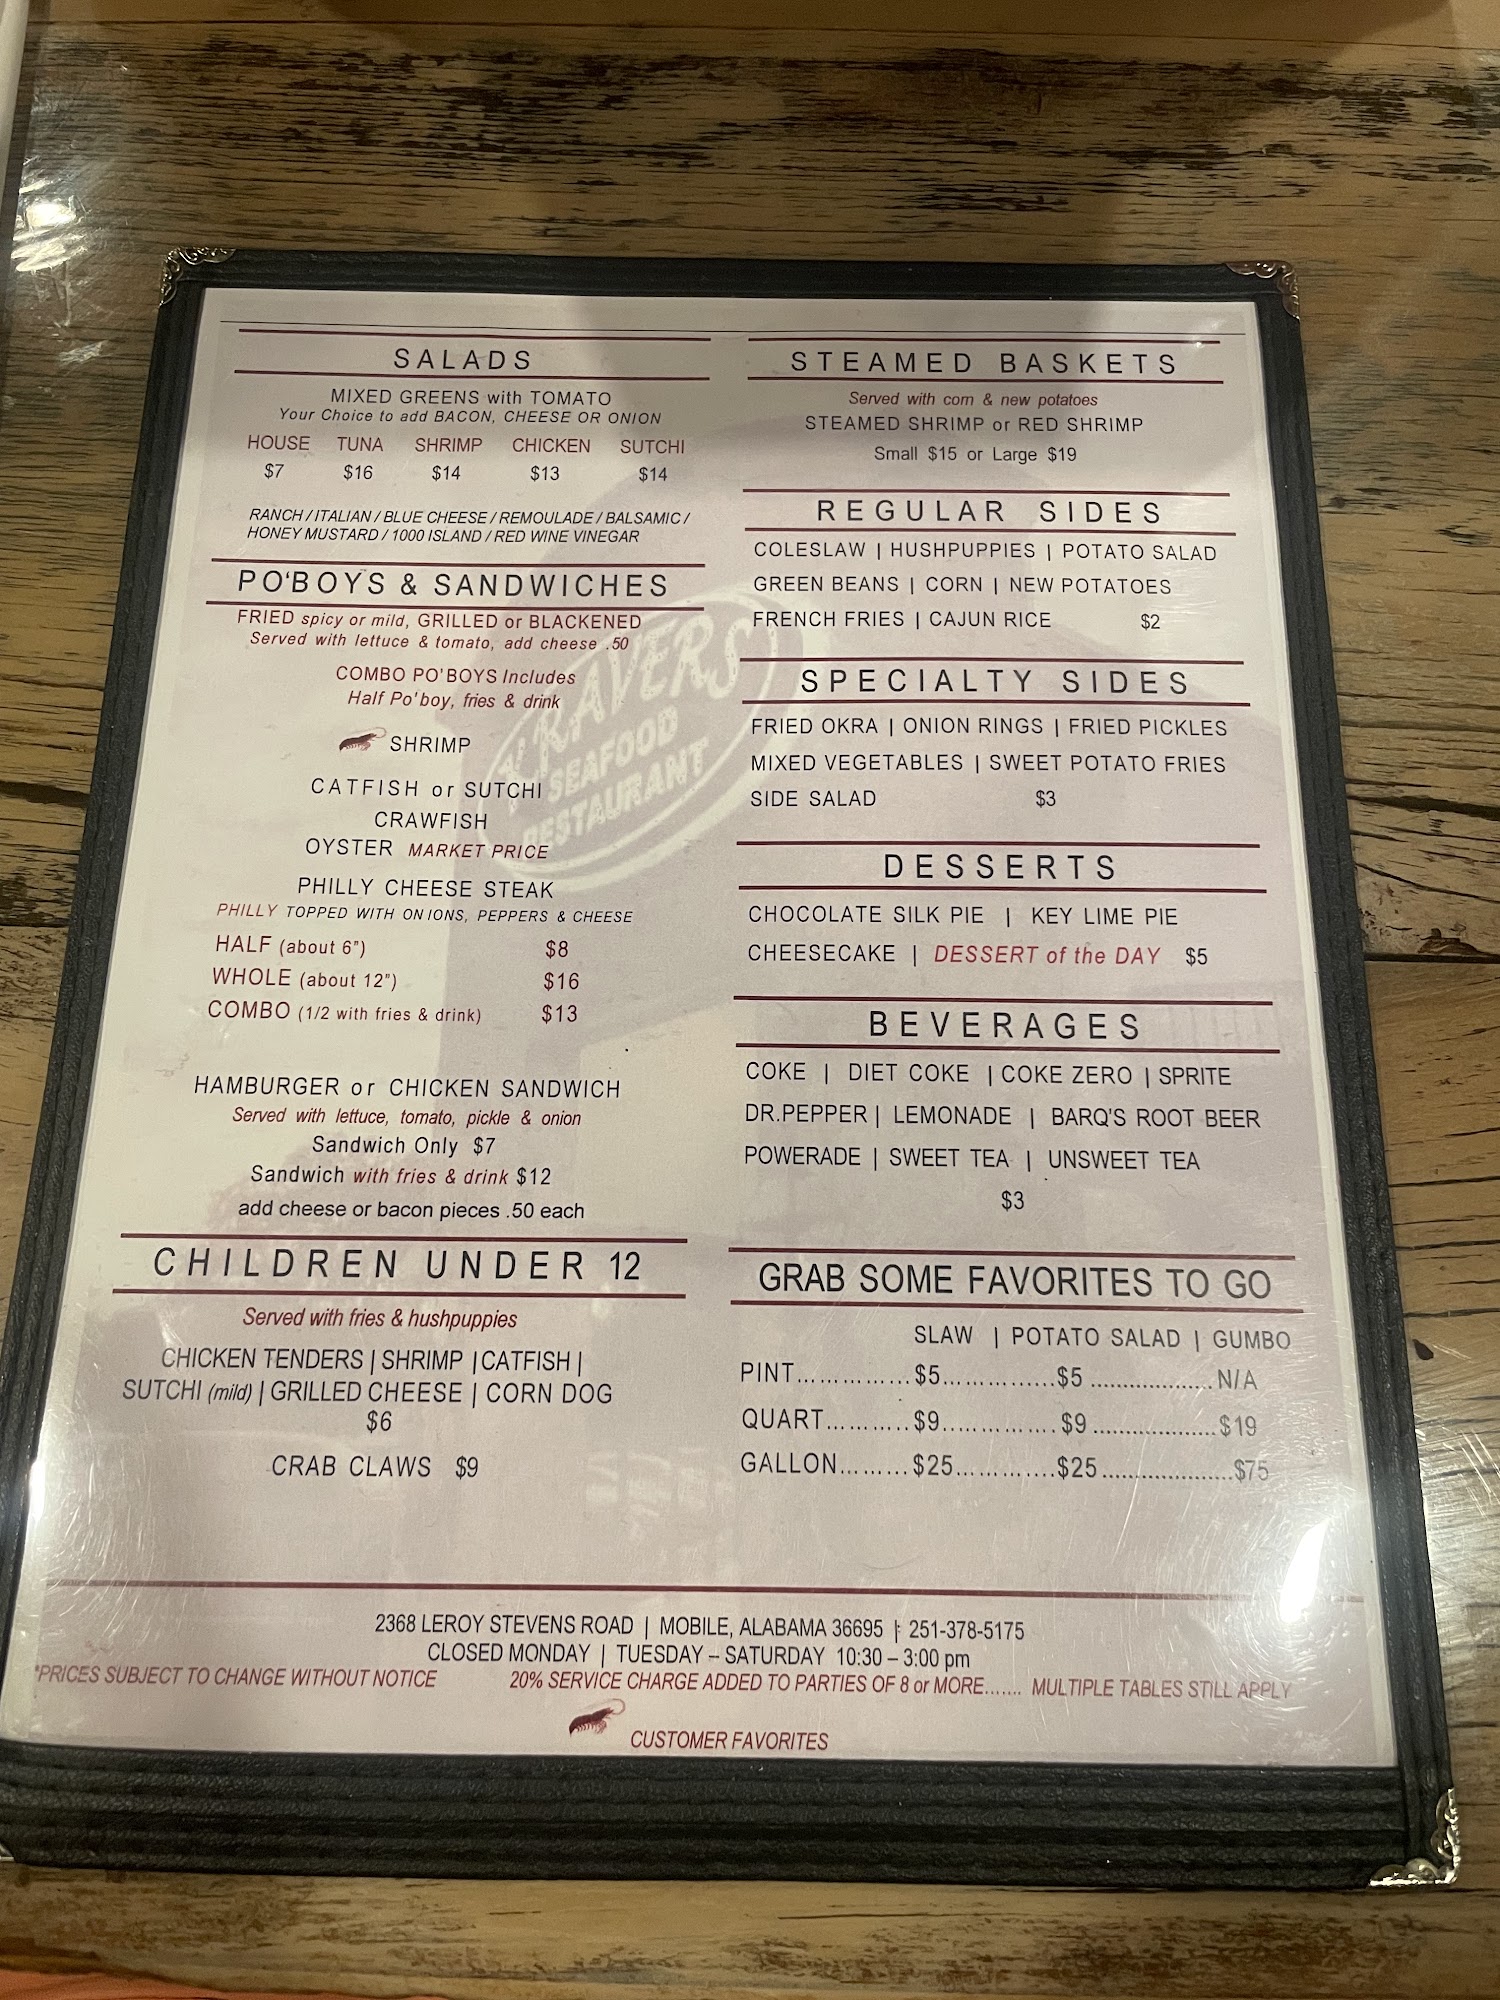 SALADS
MIXED GREENS with TOMATO
Your Choice to add BACON, CHEESE OR ONION
HOUSE TUNA SHRIMP CHICKEN SUTCHI
$7 $16 $14 $13 $14
RANCH / ITALIAN / BLUE CHEESE / REMOULADE / BALSAMIC /
HONEY MUSTARD / 1000 ISLAND / RED WINE VINEGAR
PO'BOYS & SANDWICHES
FRIED spicy or mild, GRILLED or BLACKENED
Served with lettuce & tomato, add cheese .50
COMBO PO'BOYS Includes
Half Po'boy, fries & drink
SHRIMP
CATFISH or SUTCHI
CRAWFISH
OYSTER MARKET PRICE
PHILLY CHEESE STEAK
PHILLY TOPPED WITH ONIONS, PEPPERS & CHEESE
HALF (about 6") $8
WHOLE (about 12") $16
COMBO (1/2 with fries & drink) $13
HAMBURGER or CHICKEN SANDWICH
Served with lettuce, tomato, pickle & onion
Sandwich Only $7
Sandwich with fries & drink $12
add cheese or bacon pieces .50 each
CHILDREN UNDER 12
Served with fries & hushpuppies
CHICKEN TENDERS | SHRIMP | CATFISH |
SUTCHI (mild) | GRILLED CHEESE | CORN DOG
$6
CRAB CLAWS $9
STEAMED BASKETS
Served with corn & new potatoes
STEAMED SHRIMP or RED SHRIMP
Small $15 or Large $19
REGULAR SIDES
COLESLAW | HUSHPUPPIES | POTATO SALAD
GREEN BEANS | CORN | NEW POTATOES
FRENCH FRIES | CAJUN RICE $2
SPECIALTY SIDES
FRIED OKRA | ONION RINGS | FRIED PICKLES
MIXED VEGETABLES | SWEET POTATO FRIES
SIDE SALAD $3
DESSERTS
CHOCOLATE SILK PIE | KEY LIME PIE
CHEESECAKE | DESSERT of the DAY $5
BEVERAGES
COKE | DIET COKE | COKE ZERO | SPRITE
DR.PEPPER | LEMONADE | BARQ'S ROOT BEER
POWERADE | SWEET TEA | UNSWEET TEA
$3
GRAB SOME FAVORITES TO GO
SLAW | POTATO SALAD | GUMBO
PINT...............$5...............$5...................N/A
QUART...........$9...............$9....................$19
GALLON.........$25.............$25.....................$75
SEAFOOD
RESTAURANT
2368 LEROY STEVENS ROAD | MOBILE, ALABAMA 36695 | 251-378-5175
CLOSED MONDAY | TUESDAY – SATURDAY 10:30 – 3:00 pm
*PRICES SUBJECT TO CHANGE WITHOUT NOTICE 20% SERVICE CHARGE ADDED TO PARTIES OF 8 or MORE....... MULTIPLE TABLES STILL APPLY
CUSTOMER FAVORITES